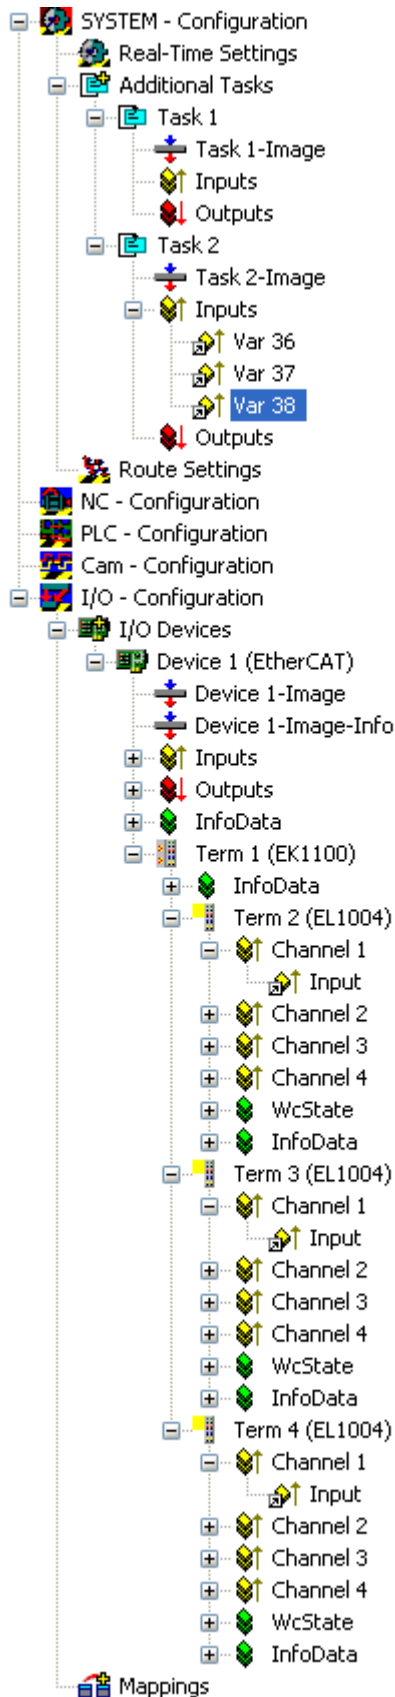 SYSTEM - Configuration
Real-Time Settings
Additional Tasks
Task 1
Task 1-Image
Inputs
Outputs
Task 2
Task 2-Image
Inputs
Var 36
Var 37
Var 38
Outputs
Route Settings
NC - Configuration
PLC - Configuration
Cam - Configuration
I/O - Configuration
I/O Devices
Device 1 (EtherCAT)
Device 1-Image
Device 1-Image-Info
Inputs
Outputs
InfoData
Term 1 (EK1100)
InfoData
Term 2 (EL1004)
Channel 1
Input
Channel 2
Channel 3
Channel 4
WcState
InfoData
Term 3 (EL1004)
Channel 1
Input
Channel 2
Channel 3
Channel 4
WcState
InfoData
Term 4 (EL1004)
Channel 1
Input
Channel 2
Channel 3
Channel 4
WcState
InfoData
Mappings